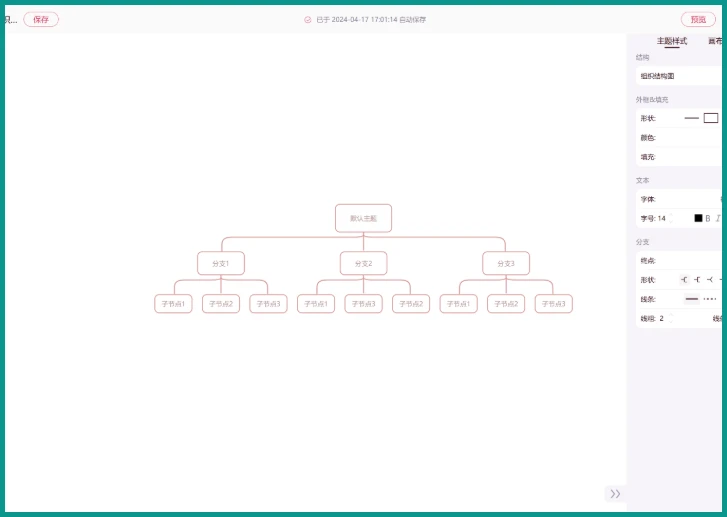 识... 保存
已于 2024-04-17 17:01:14 自动保存
预览
主题样式 画布
结构
组织结构图
外框&填充
形状:
颜色:
填充:
文本
字体:
字号: 14 B I
分支
终点:
形状:
线条:
线粗: 2
默认主题
分支1 分支2 分支3
子节点1 子节点2 子节点3 子节点1 子节点3 子节点2 子节点1 子节点2 子节点3